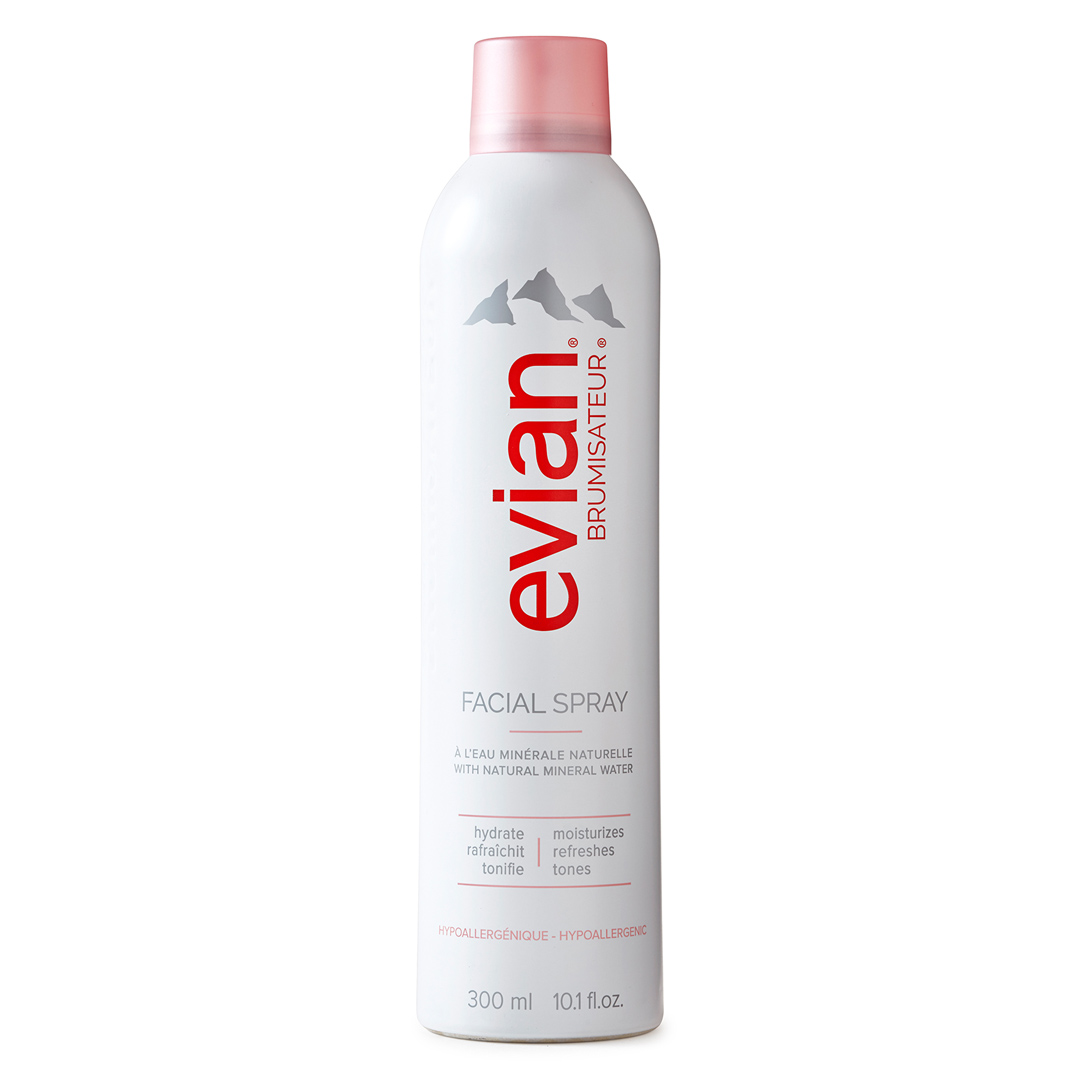 evian®
BRUMISATEUR®
FACIAL SPRAY
À L'EAU MINÉRALE NATURELLE
WITH NATURAL MINERAL WATER
hydrate
rafraîchit
tonifie
moisturizes
refreshes
tones
HYPOALLERGÉNIQUE - HYPOALLERGENIC
300 ml 10.1 fl.oz.